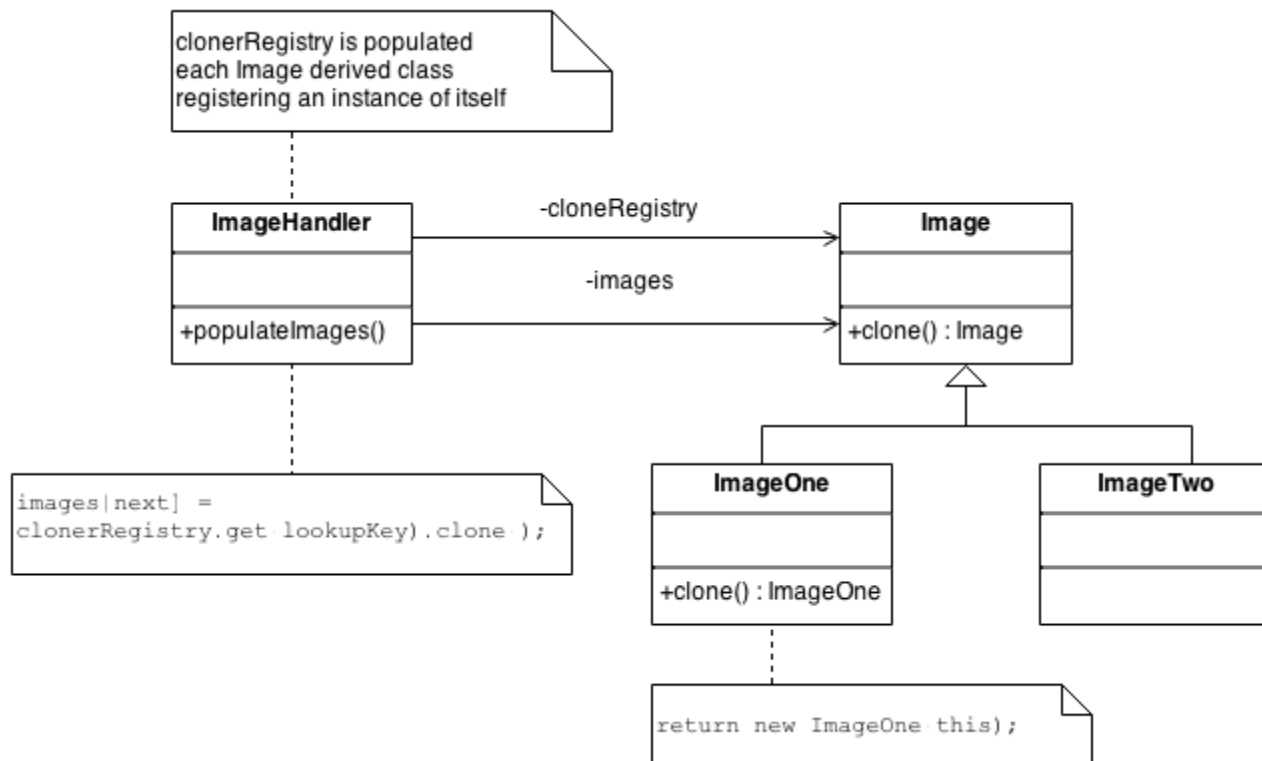 clonerRegistry is populated
each Image derived class
registering an instance of itself
ImageHandler
+populateImages()
-cloneRegistry
-images
Image
+clone() : Image
images|next] =
clonerRegistry.get lookupKey).clone );
ImageOne
+clone() : ImageOne
ImageTwo
return new ImageOne this);